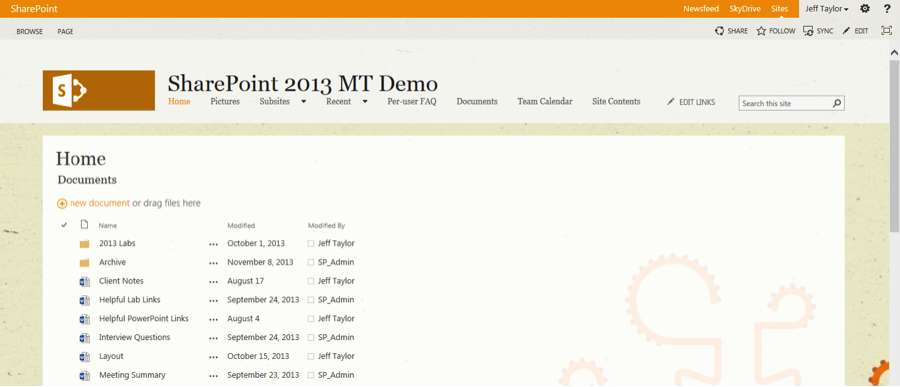 SharePoint Newsfeed SkyDrive Sites Jeff Taylor ?
BROWSE PAGE SHARE FOLLOW SYNC EDIT
S
SharePoint 2013 MT Demo
Home Pictures Subsites Recent Per-user FAQ Documents Team Calendar Site Contents EDIT LINKS Search this site
Home
Documents
new document or drag files here
Name Modified Modified By
2013 Labs ... October 1, 2013 Jeff Taylor
Archive ... November 8, 2013 SP_Admin
Client Notes ... August 17 Jeff Taylor
Helpful Lab Links ... September 24, 2013 SP_Admin
Helpful PowerPoint Links ... August 4 Jeff Taylor
Interview Questions ... September 24, 2013 SP_Admin
Layout ... October 15, 2013 Jeff Taylor
Meeting Summary ... September 23, 2013 SP_Admin